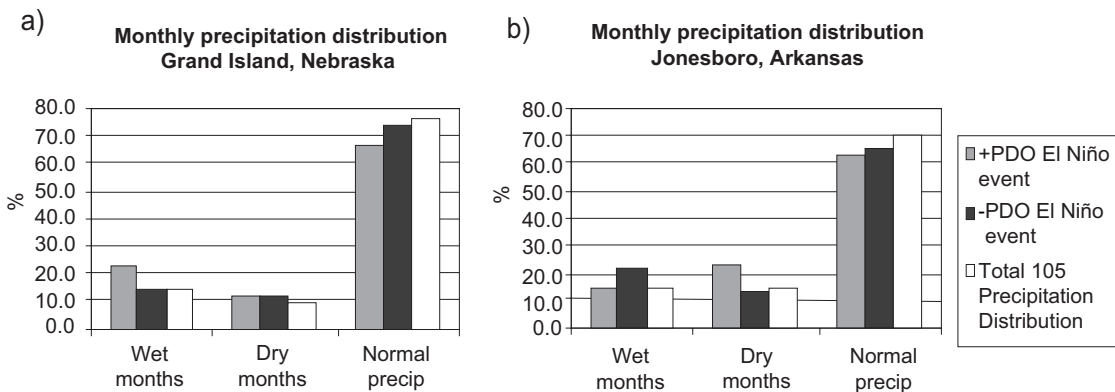 a)
Monthly precipitation distribution
Grand Island, Nebraska
80.0
70.0
60.0
50.0
40.0
30.0
20.0
10.0
0.0
%
Wet
months
Dry
months
Normal
precip
b)
Monthly precipitation distribution
Jonesboro, Arkansas
80.0
70.0
60.0
50.0
40.0
30.0
20.0
10.0
0.0
%
Wet
months
Dry
months
Normal
precip
+PDO El Niño
event
-PDO El Niño
event
Total 105
Precipitation
Distribution